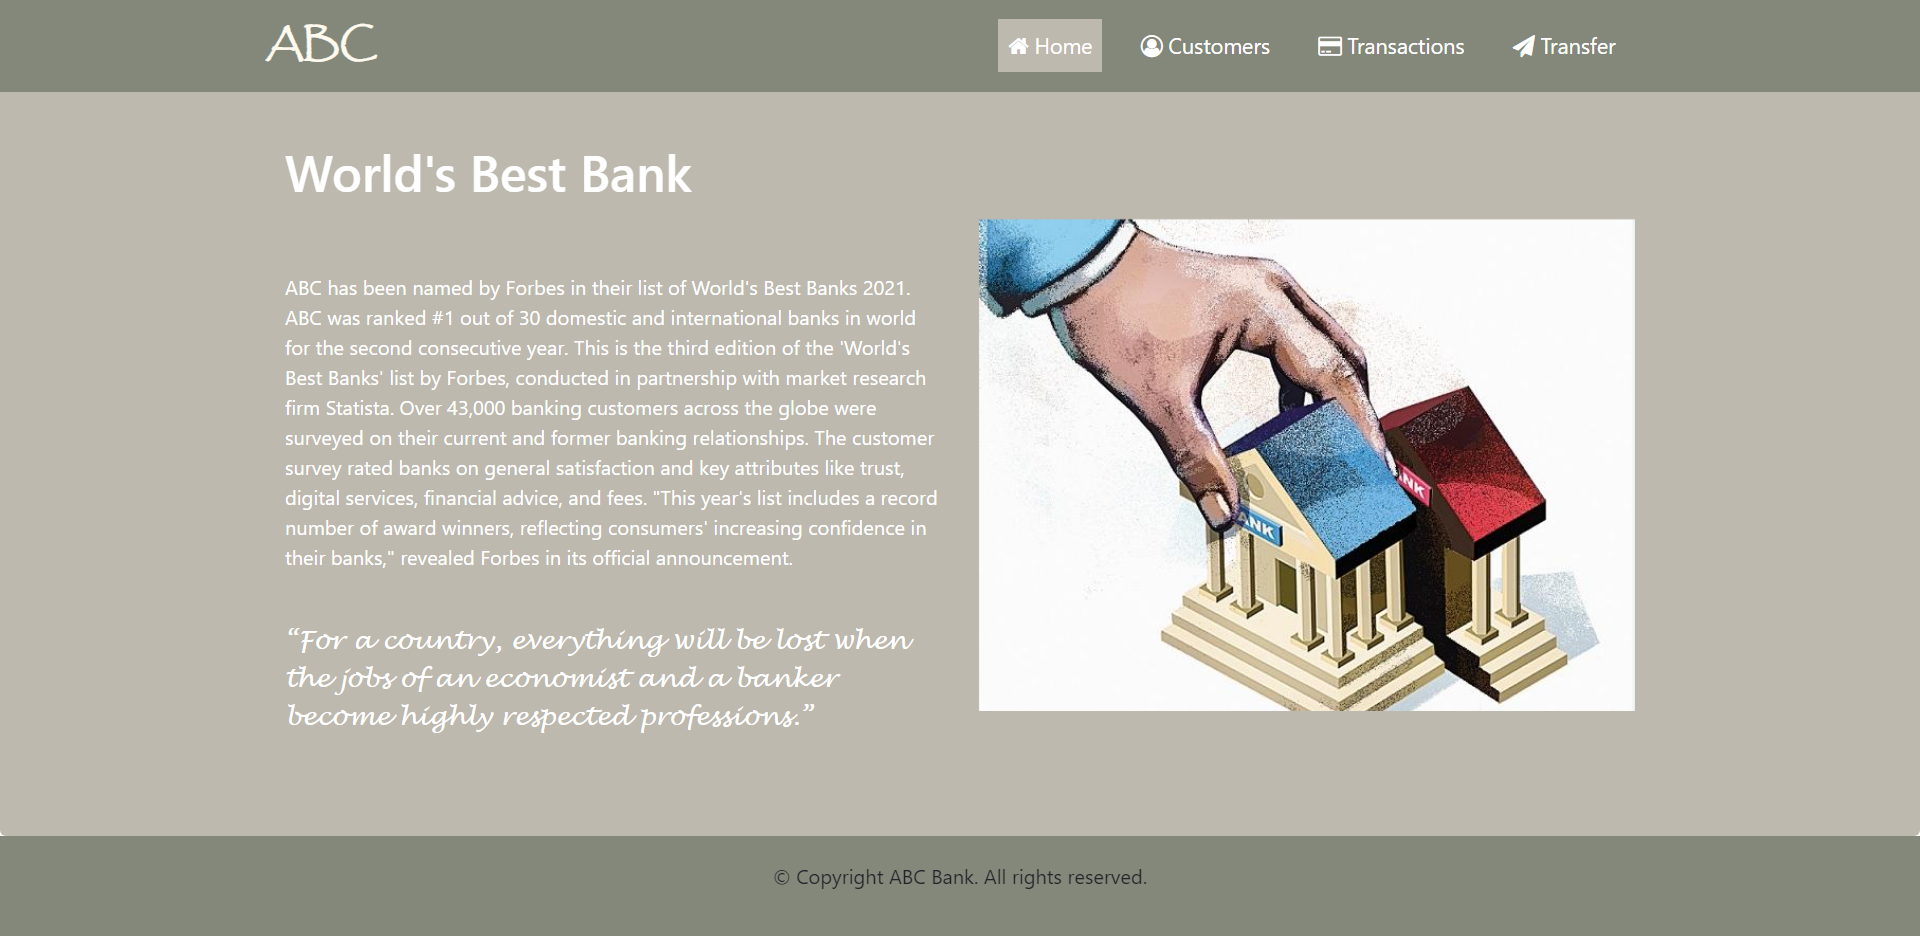 ABC
Home
Customers
Transactions
Transfer
World's Best Bank
ABC has been named by Forbes in their list of World's Best Banks 2021.
ABC was ranked #1 out of 30 domestic and international banks in world
for the second consecutive year. This is the third edition of the 'World's
Best Banks' list by Forbes, conducted in partnership with market research
firm Statista. Over 43,000 banking customers across the globe were
surveyed on their current and former banking relationships. The customer
survey rated banks on general satisfaction and key attributes like trust,
digital services, financial advice, and fees. "This year's list includes a record
number of award winners, reflecting consumers' increasing confidence in
their banks," revealed Forbes in its official announcement.
“For a country, everything will be lost when
the jobs of an economist and a banker
become highly respected professions.”
ANK
NK
© Copyright ABC Bank. All rights reserved.